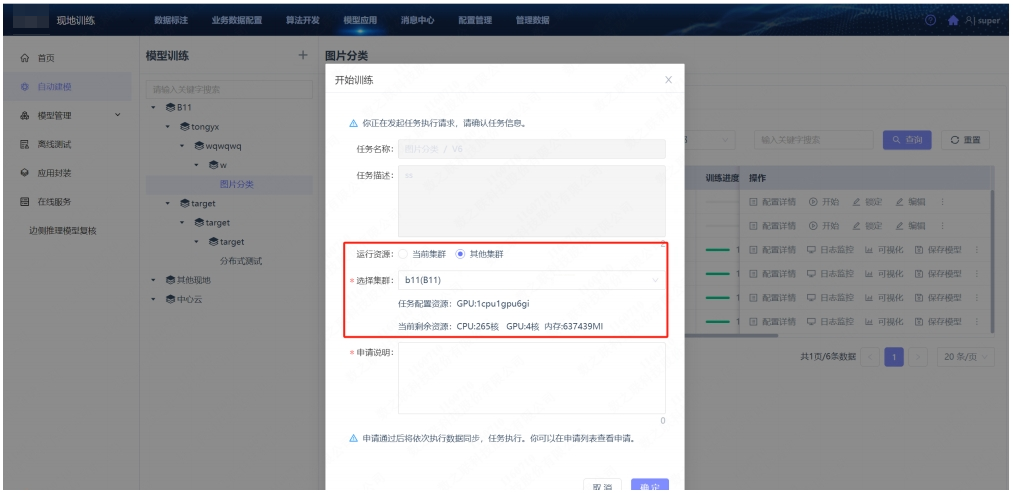 现地训练
数据标注 业务数据配置 算法开发 模型应用 消息中心 配置管理 管理数据
super
首页
自动建模
模型管理
离线测试
应用封装
在线服务
边侧推理模型复核
模型训练
请输入关键字搜索
B11
tongyx
wqwqwq
w
图片分类
target
target
target
分布式测试
其他现地
中心云
图片分类
开始训练
你正在发起任务执行请求，请确认任务信息。
任务名称: 图片分类 / V6
任务描述: ss
运行资源: 当前集群 其他集群
* 选择集群: b11(B11)
任务配置资源: GPU:1cpu1gpu6gi
当前剩余资源: CPU:265核 GPU:4核 内存:637439MI
* 申请说明:
0
申请通过后将依次执行数据同步，任务执行。你可以在申请列表查看申请。
取消 确定
输入关键字搜索 查询 重置
训练进度 操作
配置详情 开始 锁定 编辑
配置详情 开始 锁定 编辑
配置详情 日志监控 可视化 保存模型
配置详情 日志监控 可视化 保存模型
配置详情 日志监控 可视化 保存模型
配置详情 日志监控 可视化 保存模型
共1页/6条数据 < 1 > 20 条/页